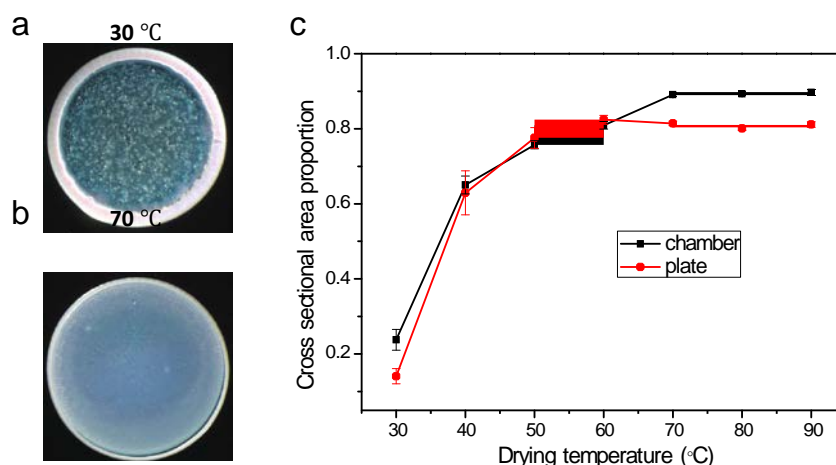 a
30 °C
b
70 °C
c
Cross sectional area proportion
1.0
0.8
0.6
0.4
0.2
chamber
plate
30 40 50 60 70 80 90
Drying temperature (°C)